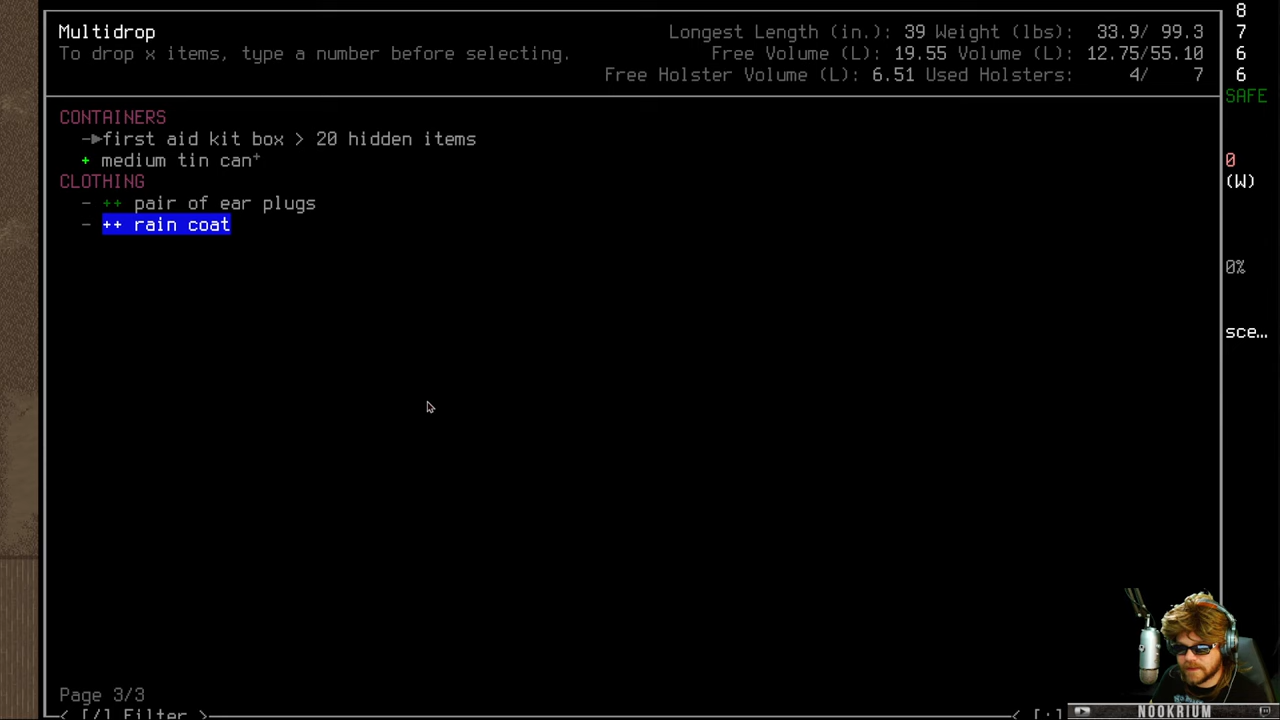 Multidrop
Longest Length (in.): 39 Weight (lbs): 33.9/ 99.3
To drop x items, type a number before selecting.
Free Volume (L): 19.55 Volume (L): 12.75/55.10
Free Holster Volume (L): 6.51 Used Holsters: 4/ 7
CONTAINERS
—►first aid kit box > 20 hidden items
+ medium tin can⁺
CLOTHING
— ++ pair of ear plugs
— ++ rain coat
Page 3/3
< [/] Filter >
< [.]
8
7
6
6
SAFE
0
(W)
0%
sce…
NOOKRIUM